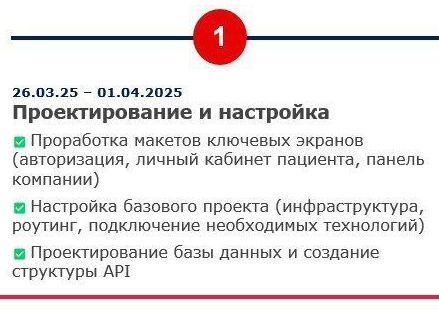 1
26.03.25 – 01.04.2025
Проектирование и настройка
✅ Проработка макетов ключевых экранов
(авторизация, личный кабинет пациента, панель
компании)
✅ Настройка базового проекта (инфраструктура,
роутинг, подключение необходимых технологий)
✅ Проектирование базы данных и создание
структуры API